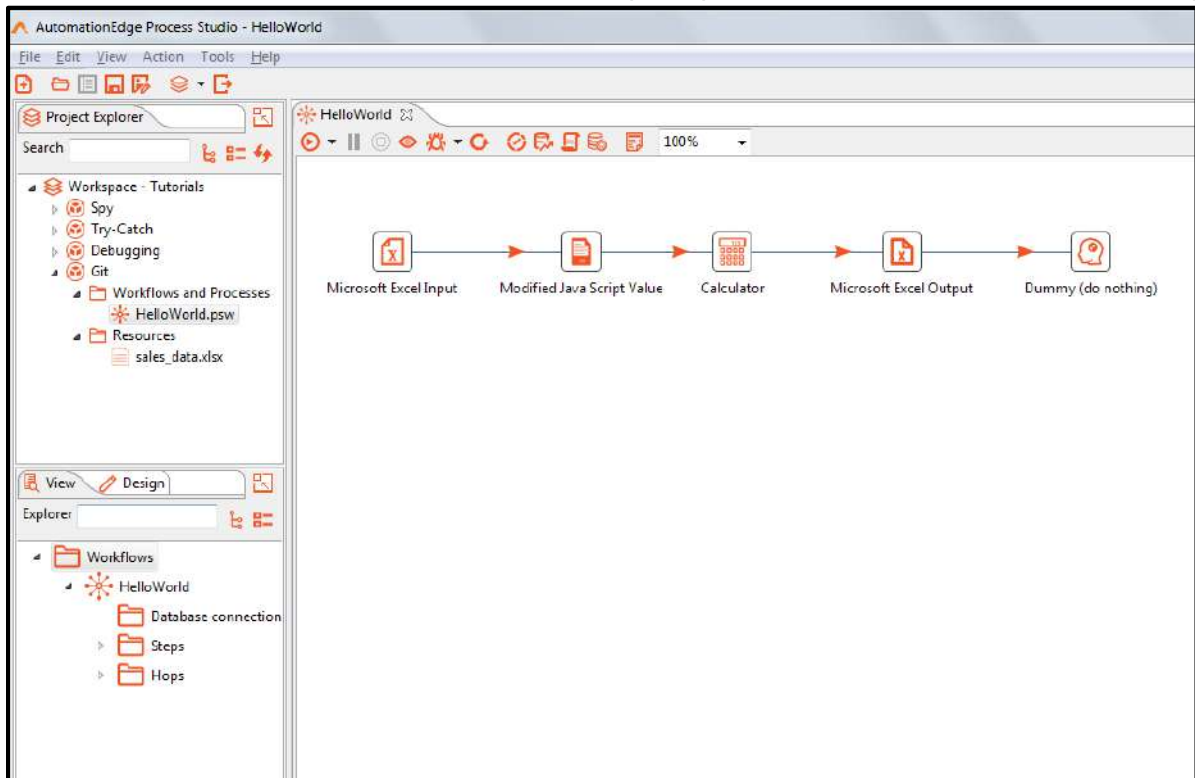 AutomationEdge Process Studio - HelloWorld
File Edit View Action Tools Help
Project Explorer
Search
Workspace - Tutorials
Spy
Try-Catch
Debugging
Git
Workflows and Processes
HelloWorld.psw
Resources
sales_data.xlsx
View Design
Explorer
Workflows
HelloWorld
Database connection
Steps
Hops
HelloWorld
100%
Microsoft Excel Input Modified Java Script Value Calculator Microsoft Excel Output Dummy (do nothing)